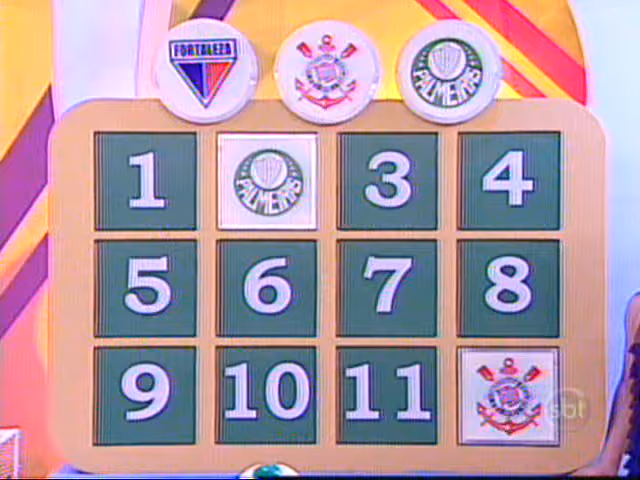 FORTALEZA
PALMEIRAS
1 PALMEIRAS 3 4
5 6 7 8
9 10 11
sbt